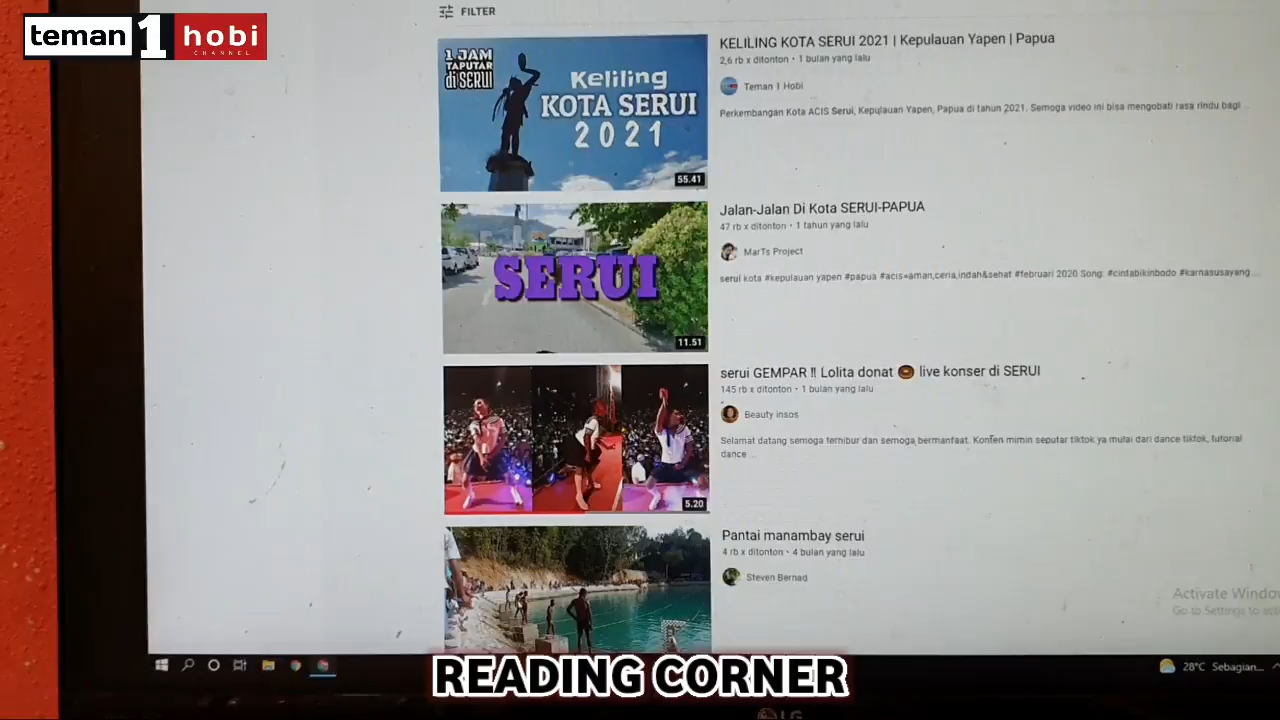 teman 1 hobi
CHANNEL
FILTER
1 JAM
TAPUTAR
di SERUI
Keliling
KOTA SERUI
2021
55.41
KELILING KOTA SERUI 2021 | Kepulauan Yapen | Papua
2,6 rb x ditonton • 1 bulan yang lalu
Teman 1 Hobi
Perkembangan Kota ACIS Serui, Kepulauan Yapen, Papua di tahun 2021. Semoga video ini bisa mengobati rasa rindu bagi ...
SERUI
11.51
Jalan-Jalan Di Kota SERUI-PAPUA
47 rb x ditonton • 1 tahun yang lalu
MarTs Project
serui kota #kepulauan yapen #papua #acis=aman,ceria,indah&sehat #februari 2020 Song: #cintabikinbodo #karnasusayang ...
5.20
serui GEMPAR !! Lolita donat 🍩 live konser di SERUI
145 rb x ditonton • 1 bulan yang lalu
Beauty insos
Selamat datang semoga terhibur dan semoga bermanfaat. Konten mimin seputar tiktok ya mulai dari dance tiktok, tutorial
dance ...
Pantai manambay serui
4 rb x ditonton • 4 bulan yang lalu
Steven Bernad
Activate Windo
Go to Settings to act
28°C Sebagian...
READING CORNER
LG